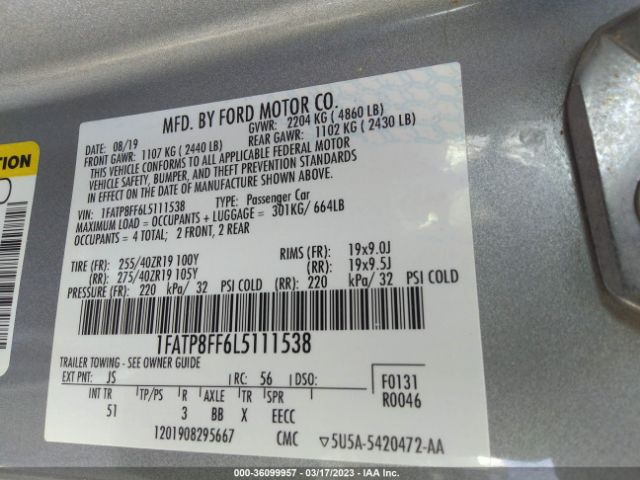 MFD. BY FORD MOTOR CO.
DATE: 08/19 GVWR: 2204 KG ( 4860 LB)
FRONT GAWR: 1107 KG ( 2440 LB) REAR GAWR: 1102 KG ( 2430 LB)
THIS VEHICLE CONFORMS TO ALL APPLICABLE FEDERAL MOTOR
VEHICLE SAFETY, BUMPER, AND THEFT PREVENTION STANDARDS
IN EFFECT ON THE DATE OF MANUFACTURE SHOWN ABOVE.
VIN: 1FATP8FF6L5111538 TYPE: Passenger Car
MAXIMUM LOAD = OCCUPANTS + LUGGAGE = 301KG/ 664LB
OCCUPANTS = 4 TOTAL; 2 FRONT, 2 REAR
TIRE (FR): 255/40ZR19 100Y RIMS (FR): 19x9.0J
(RR): 275/40ZR19 105Y (RR): 19x9.5J
PRESSURE (FR): 220 kPa/ 32 PSI COLD (RR): 220 kPa/ 32 PSI COLD
1FATP8FF6L5111538
TRAILER TOWING - SEE OWNER GUIDE
EXT PNT: JS RC: 56 DSO: F0131
INT TR TP/PS R AXLE TR SPR R0046
51 3 BB X EECC
1201908295667 CMC ▽5U5A-5420472-AA
000-36099957 - 03/17/2023 - IAA Inc.